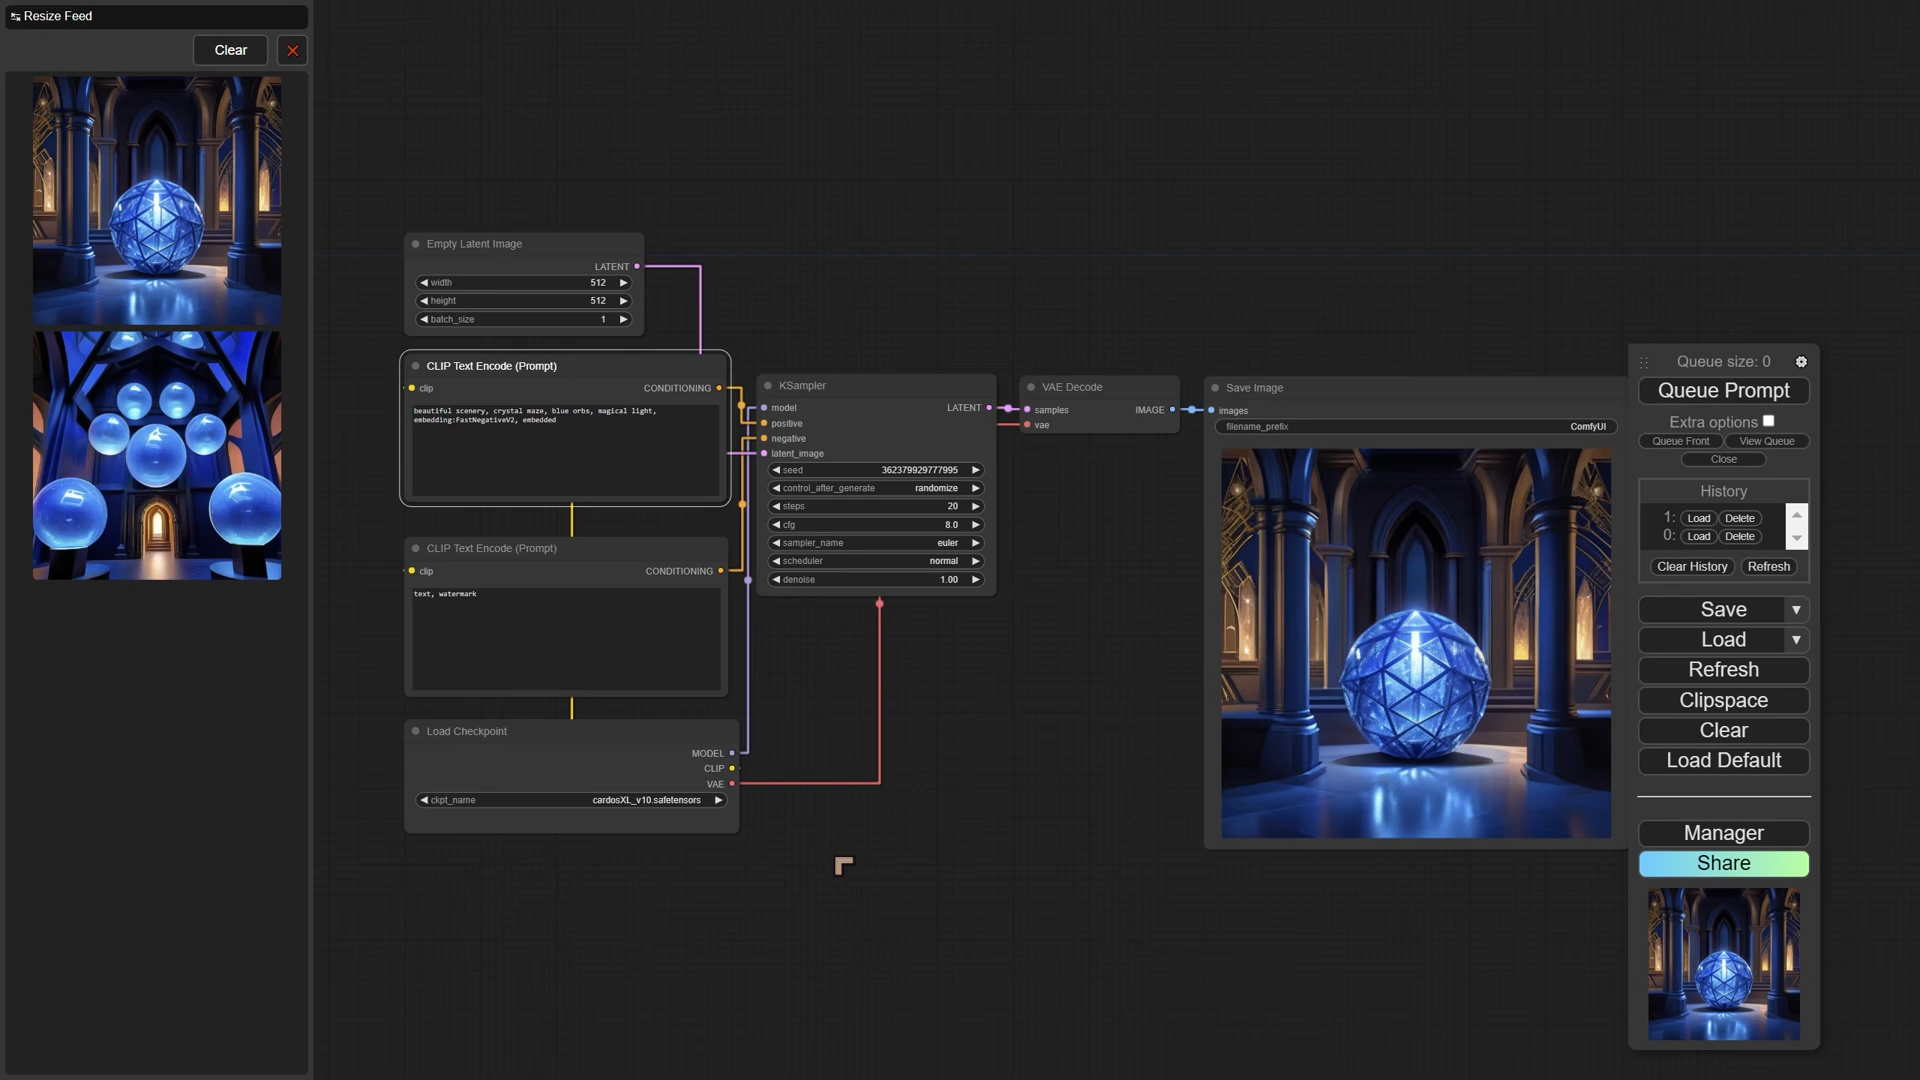 Resize Feed
Clear
Empty Latent Image
LATENT
width 512
height 512
batch_size 1
CLIP Text Encode (Prompt)
clip CONDITIONING
beautiful scenery, crystal maze, blue orbs, magical light,
embedding:FastNegativeV2, embedded
CLIP Text Encode (Prompt)
clip CONDITIONING
text, watermark
Load Checkpoint
MODEL
CLIP
VAE
ckpt_name cardosXL_v10.safetensors
KSampler
model LATENT
positive
negative
latent_image
seed 362379929777995
control_after_generate randomize
steps 20
cfg 8.0
sampler_name euler
scheduler normal
denoise 1.00
VAE Decode
samples IMAGE
vae
Save Image
images
filename_prefix ComfyUI
Queue size: 0
Queue Prompt
Extra options
Queue Front View Queue
Close
History
1: Load Delete
0: Load Delete
Clear History Refresh
Save
Load
Refresh
Clipspace
Clear
Load Default
Manager
Share